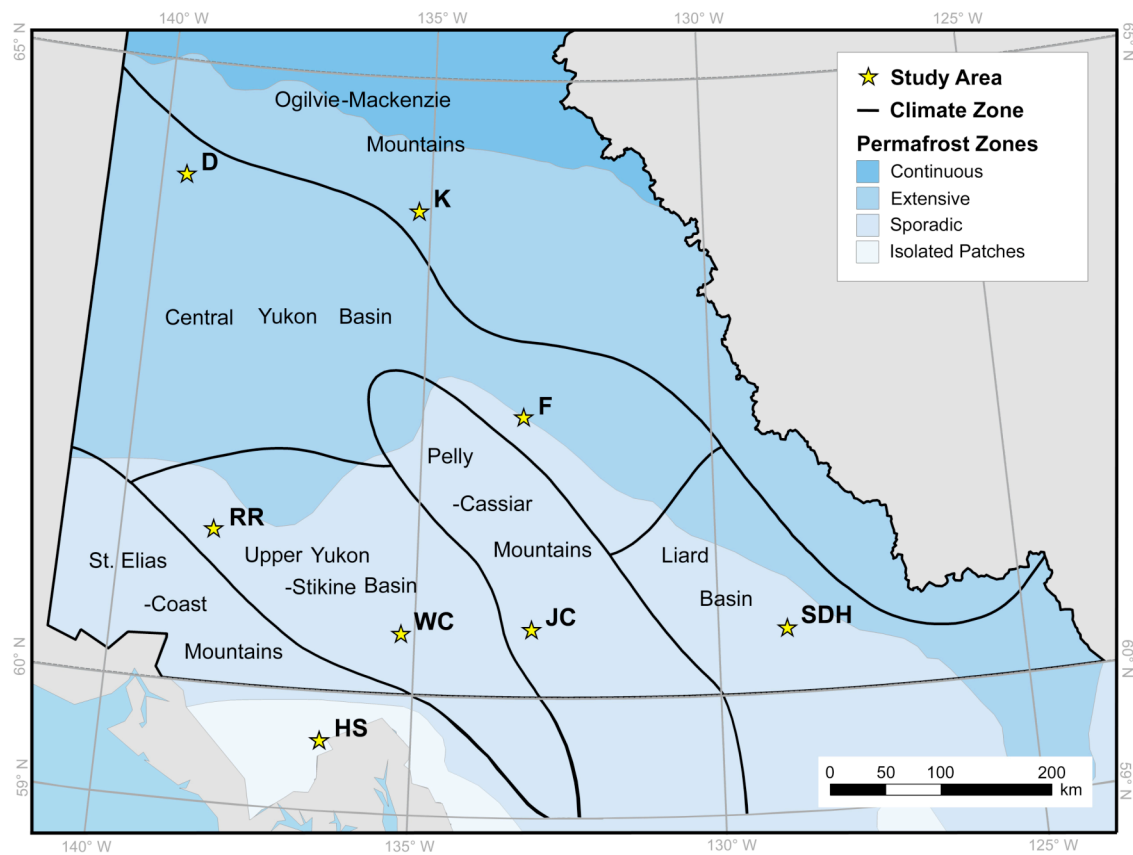 140° W 135° W 130° W 125° W
65° N
65° N
Study Area
Climate Zone
Permafrost Zones
Continuous
Extensive
Sporadic
Isolated Patches
Ogilvie-Mackenzie
Mountains
D
K
Central Yukon Basin
F
Pelly
-Cassiar
Mountains
RR
Upper Yukon
-Stikine Basin
St. Elias
-Coast
Mountains
Liard
Basin
WC
JC
SDH
60° N
60° N
HS
59° N
59° N
0 50 100 200
km
140° W 135° W 130° W 125° W